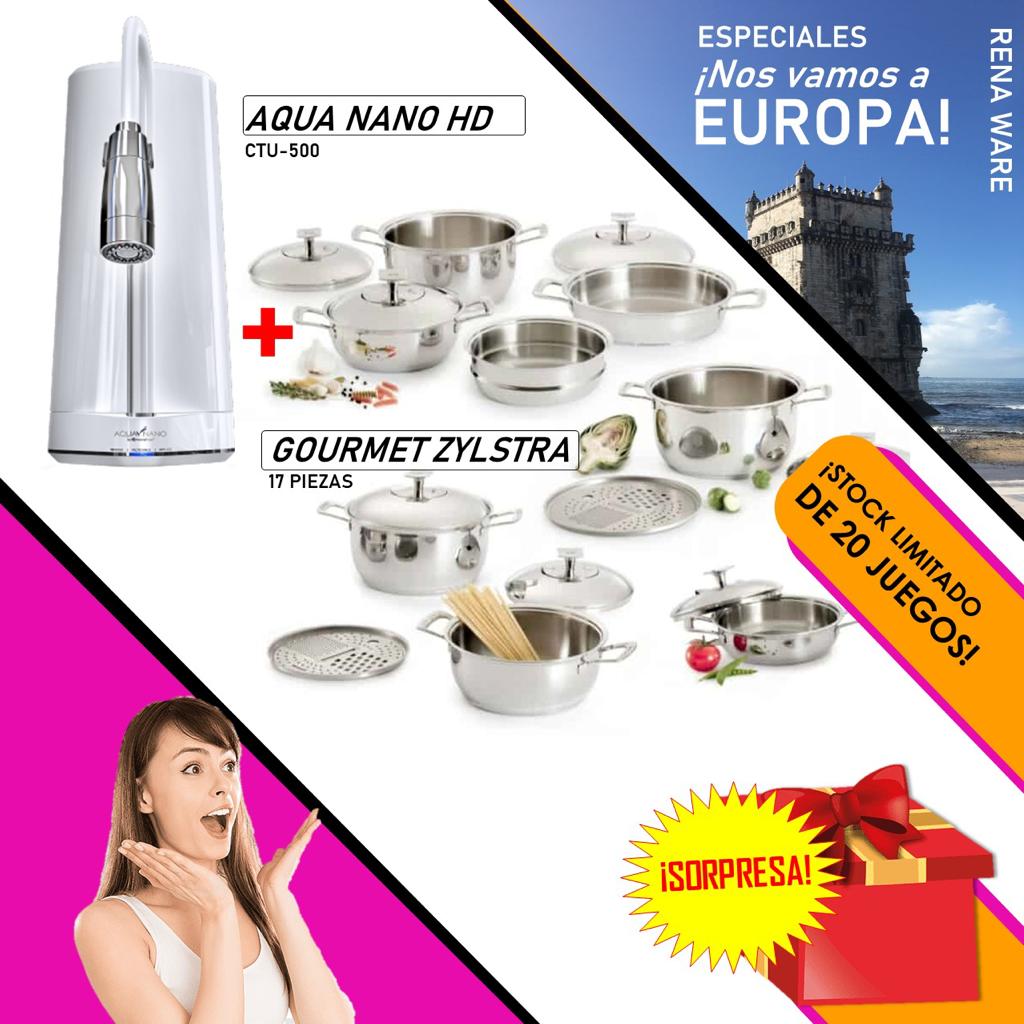 ESPECIALES
¡Nos vamos a
EUROPA!
RENA WARE
AQUA NANO HD
CTU-500
AQUA NANO
GOURMET ZYLSTRA
17 PIEZAS
¡STOCK LIMITADO
DE 20 JUEGOS!
¡SORPRESA!